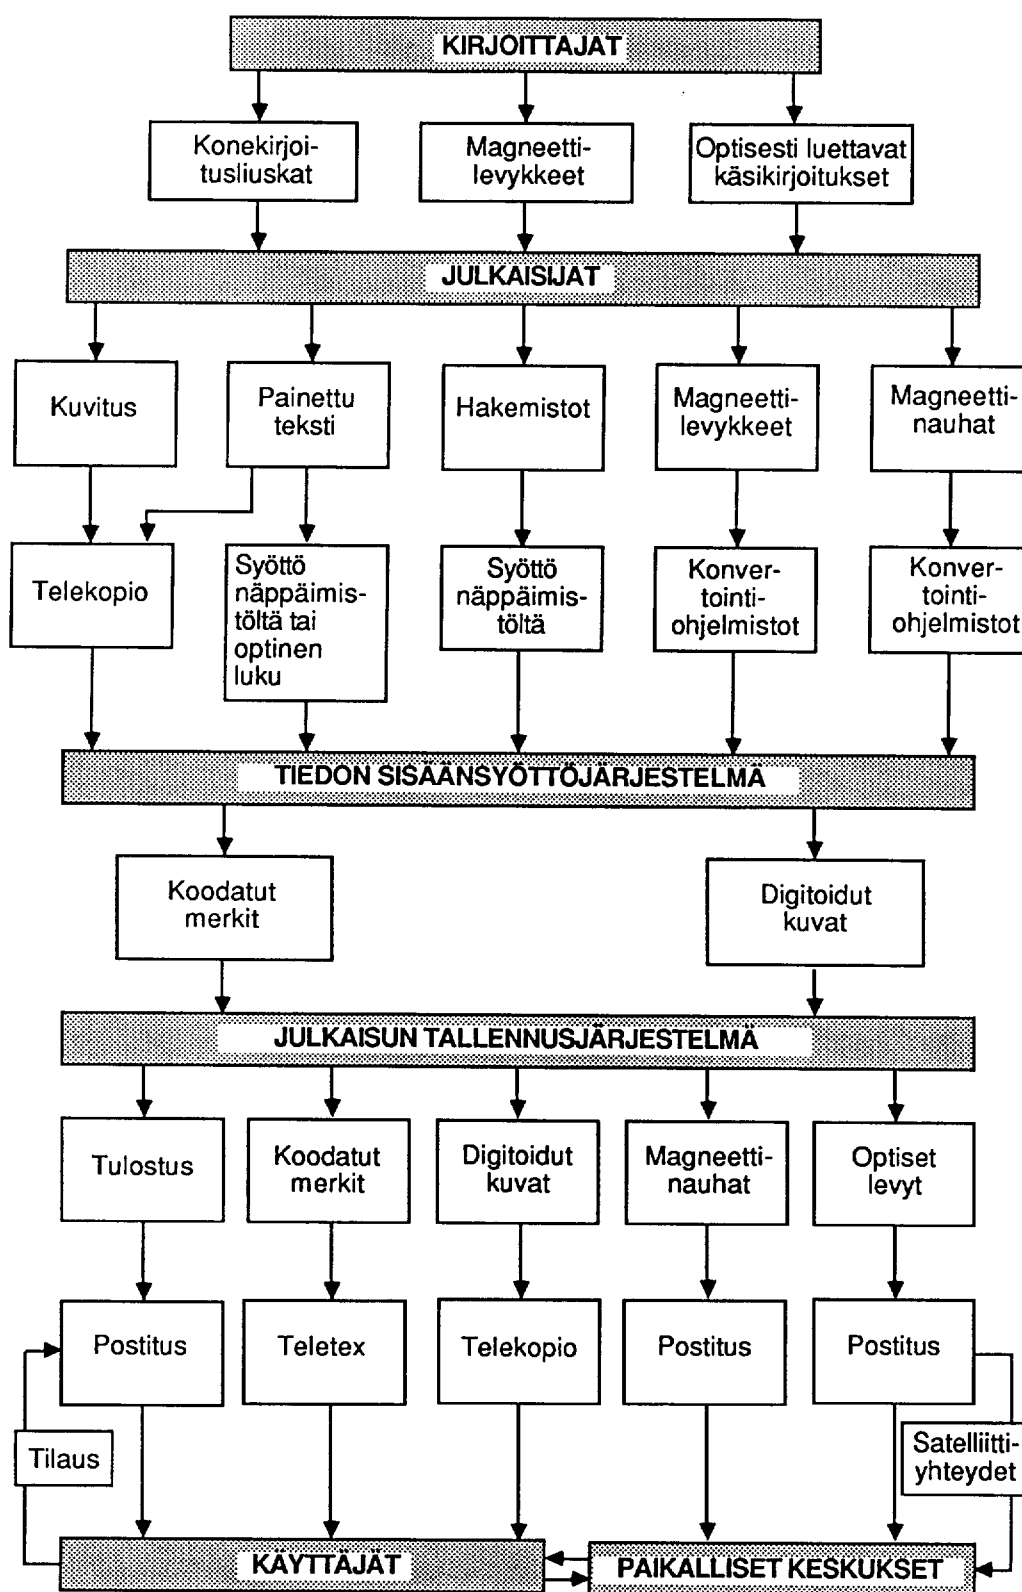 KIRJOITTAJAT
Konekirjoi-
tusliuskat
Magneetti-
levykkeet
Optisesti luettavat
käsikirjoitukset
JULKAISIJAT
Kuvitus
Painettu
teksti
Hakemistot
Magneetti-
levykkeet
Magneetti-
nauhat
Telekopio
Syöttö
näppäimis-
töltä tai
optinen
luku
Syöttö
näppäimis-
töltä
Konver-
tointi-
ohjelmistot
Konver-
tointi-
ohjelmistot
TIEDON SISÄÄNSYÖTTÖJÄRJESTELMÄ
Koodatut
merkit
Digitoidut
kuvat
JULKAISUN TALLENNUSJÄRJESTELMÄ
Tulostus
Koodatut
merkit
Digitoidut
kuvat
Magneetti-
nauhat
Optiset
levyt
Postitus
Teletex
Telekopio
Postitus
Postitus
Tilaus
Satelliitti-
yhteydet
KÄYTTÄJÄT
PAIKALLISET KESKUKSET